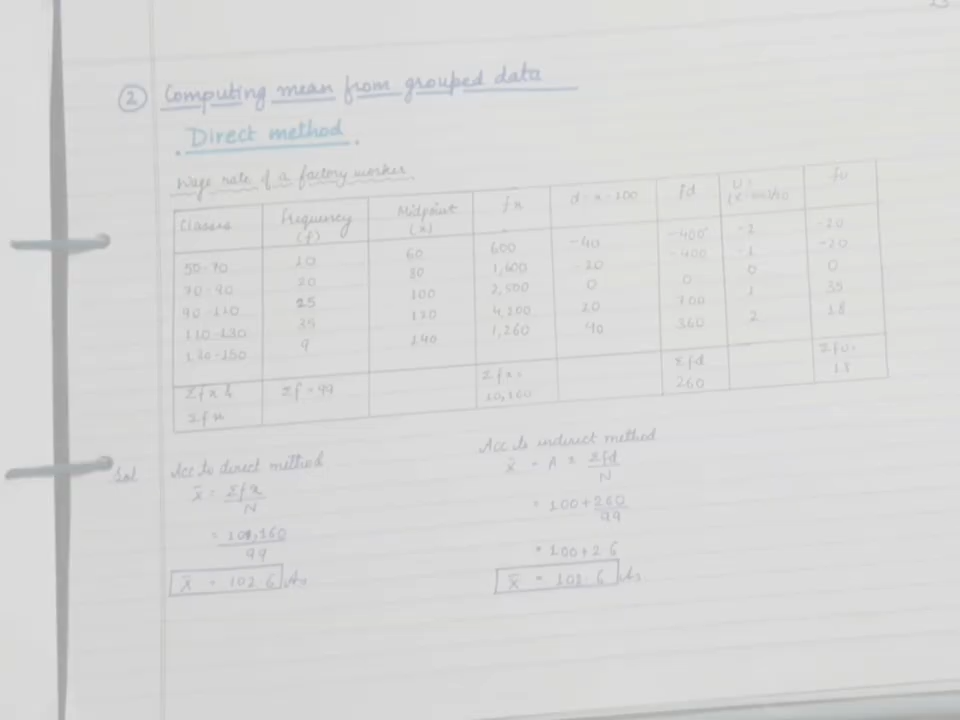 ② Computing mean from grouped data
. Direct method .
Wage rate of a factory worker.
Classes Frequency (f) Midpoint (x) fx d = x - 100 fd U = fu
50-70 10 60 600 -40 -400 -2 -20
70-90 20 80 1,600 -20 -400 -1 -20
90-110 25 100 2,500 0 0 0 0
110-130 35 120 4,200 20 700 1 35
130-150 9 140 1,260 40 360 2 18
Σfx & Σf = 99 Σfx = 10,160 Σfd 260 Σfu = 13
Σfx
Sol Acc to direct method
x̄ = Σfx / N
= 10,160 / 99
x̄ = 102.6 Ans
Acc to indirect method
x̄ = A + Σfd / N
= 100 + 260 / 99
= 100 + 2.6
x̄ = 102.6 Ans